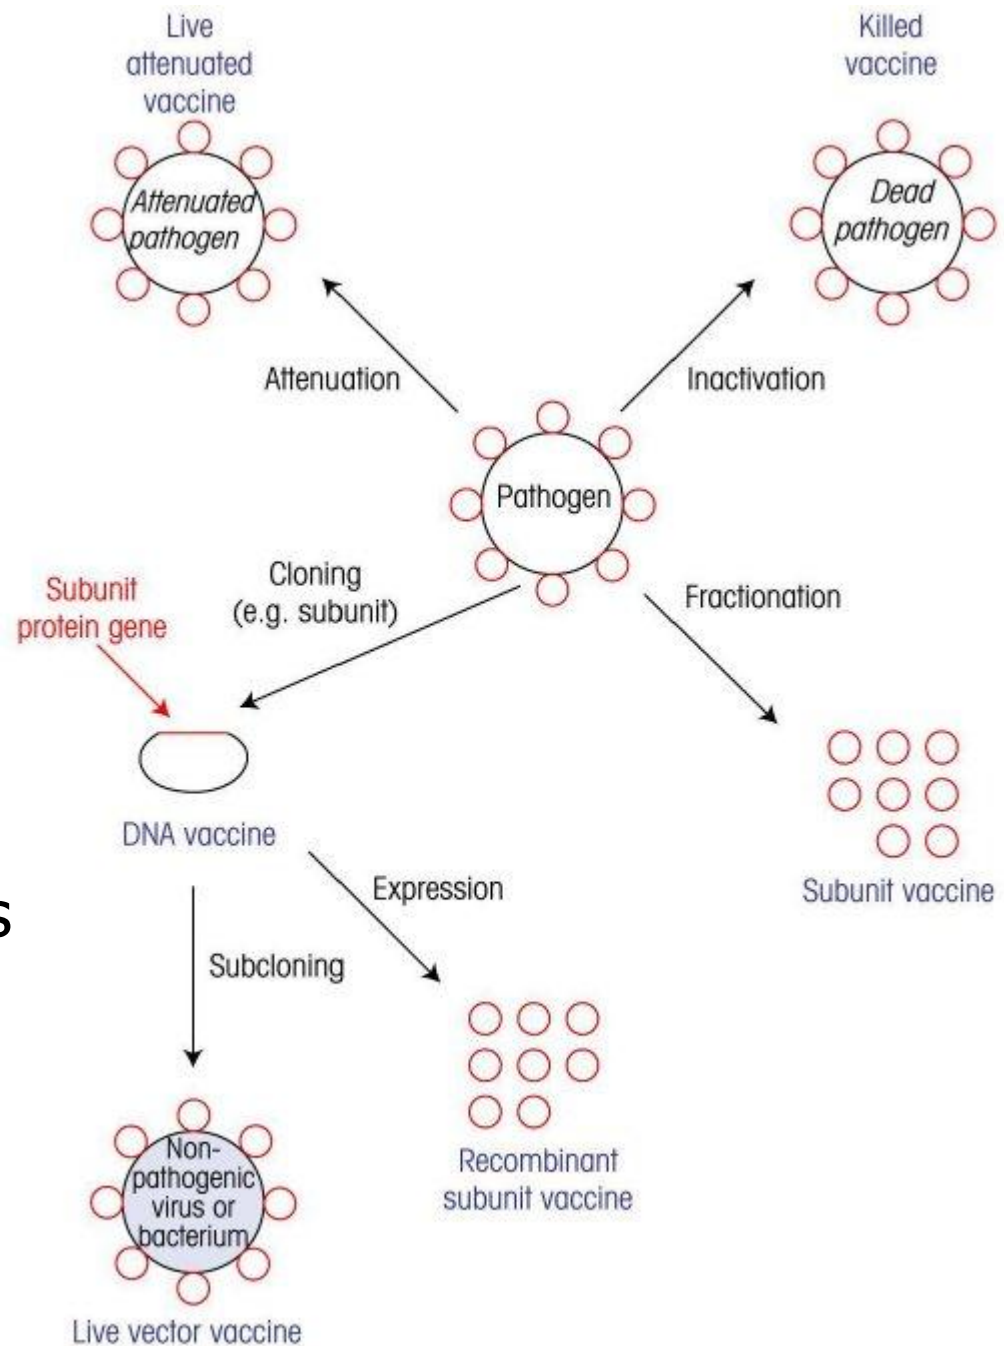 Live
attenuated
vaccine
Killed
vaccine
Attenuated
pathogen
Dead
pathogen
Attenuation
Inactivation
Pathogen
Cloning
(e.g. subunit)
Subunit
protein gene
Fractionation
DNA vaccine
Expression
Subunit vaccine
s
Subcloning
Non-
pathogenic
virus or
bacterium
Recombinant
subunit vaccine
Live vector vaccine